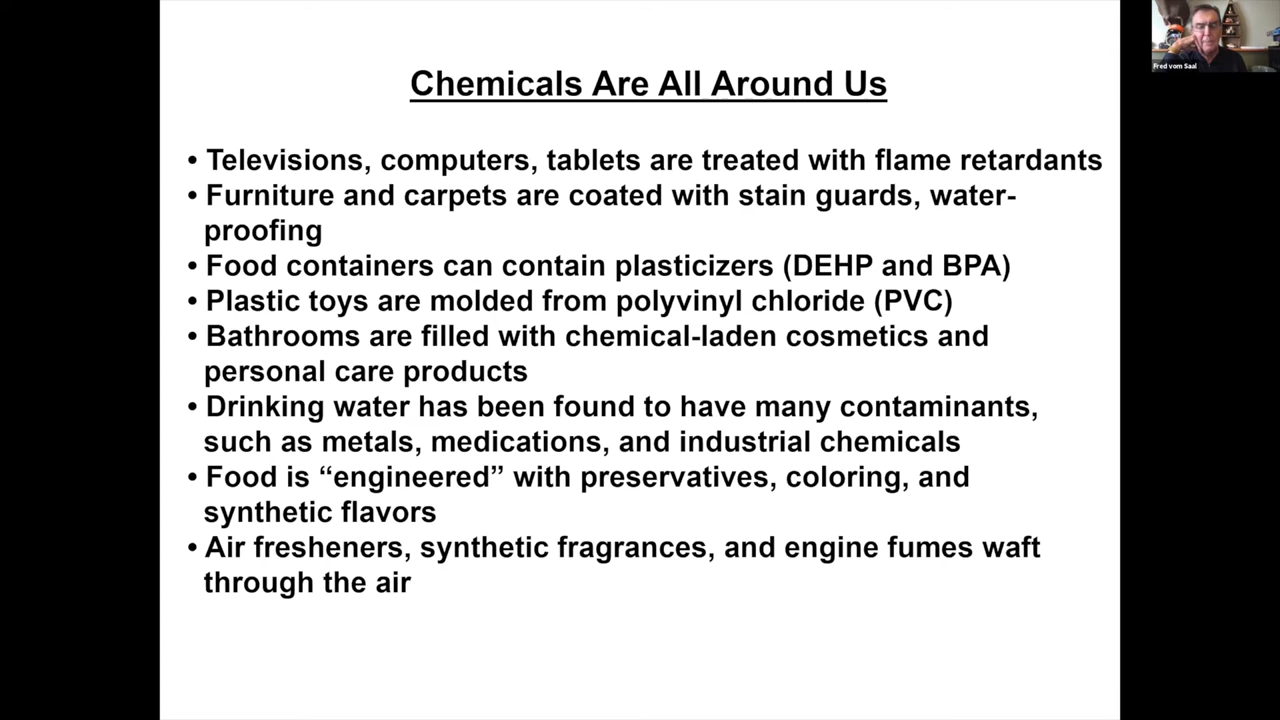 Chemicals Are All Around Us
• Televisions, computers, tablets are treated with flame retardants
• Furniture and carpets are coated with stain guards, water-
proofing
• Food containers can contain plasticizers (DEHP and BPA)
• Plastic toys are molded from polyvinyl chloride (PVC)
• Bathrooms are filled with chemical-laden cosmetics and
personal care products
• Drinking water has been found to have many contaminants,
such as metals, medications, and industrial chemicals
• Food is “engineered” with preservatives, coloring, and
synthetic flavors
• Air fresheners, synthetic fragrances, and engine fumes waft
through the air
Fred vom Saal